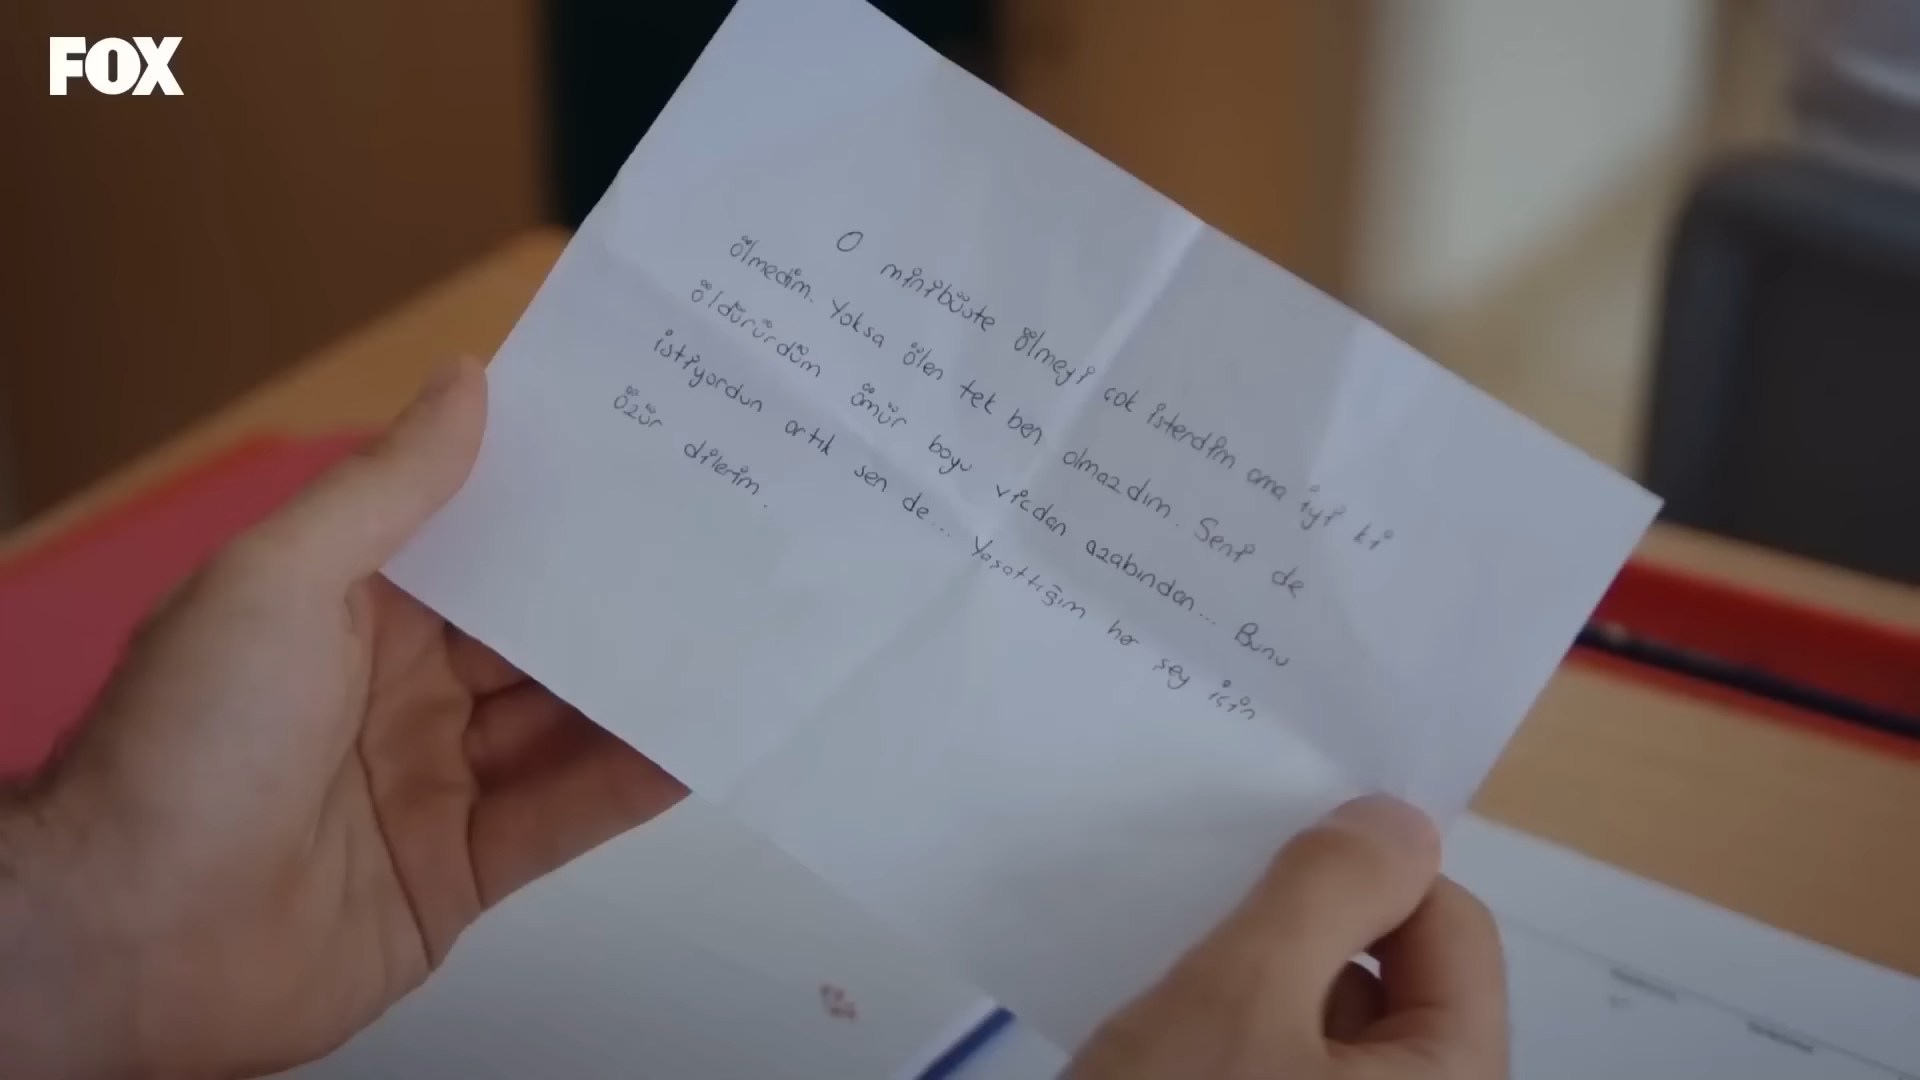 FOX
O minibüste ölmeyi çok isterdim ama iyi ki
ölmedim. Yoksa ölen tek ben olmazdım. Seni de
öldürürdüm ömür boyu vicdan azabından... Bunu
istiyordun artık sen de... Yaşattığım her şey için
özür dilerim.